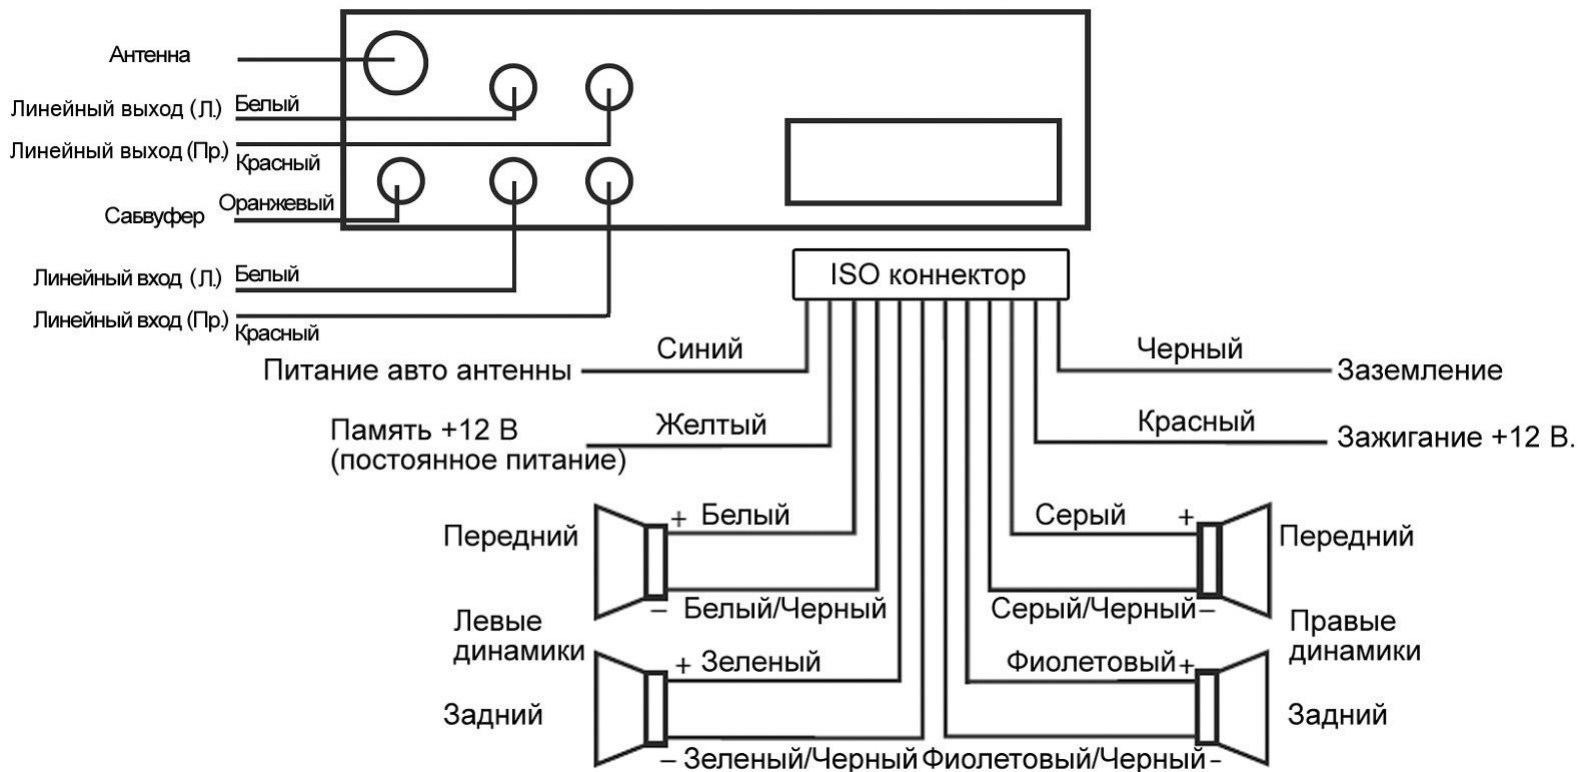 Антенна
Линейный выход (Л.) Белый
Линейный выход (Пр.) Красный
Сабвуфер Оранжевый
Линейный вход (Л.) Белый
Линейный вход (Пр.) Красный
ISO коннектор
Питание авто антенны Синий
Черный Заземление
Память +12 В Желтый
(постоянное питание)
Красный Зажигание +12 В.
Передний + Белый
– Белый/Черный
Серый + Передний
Серый/Черный –
Левые
динамики
Правые
динамики
Задний + Зеленый
– Зеленый/Черный
Фиолетовый + Задний
Фиолетовый/Черный -